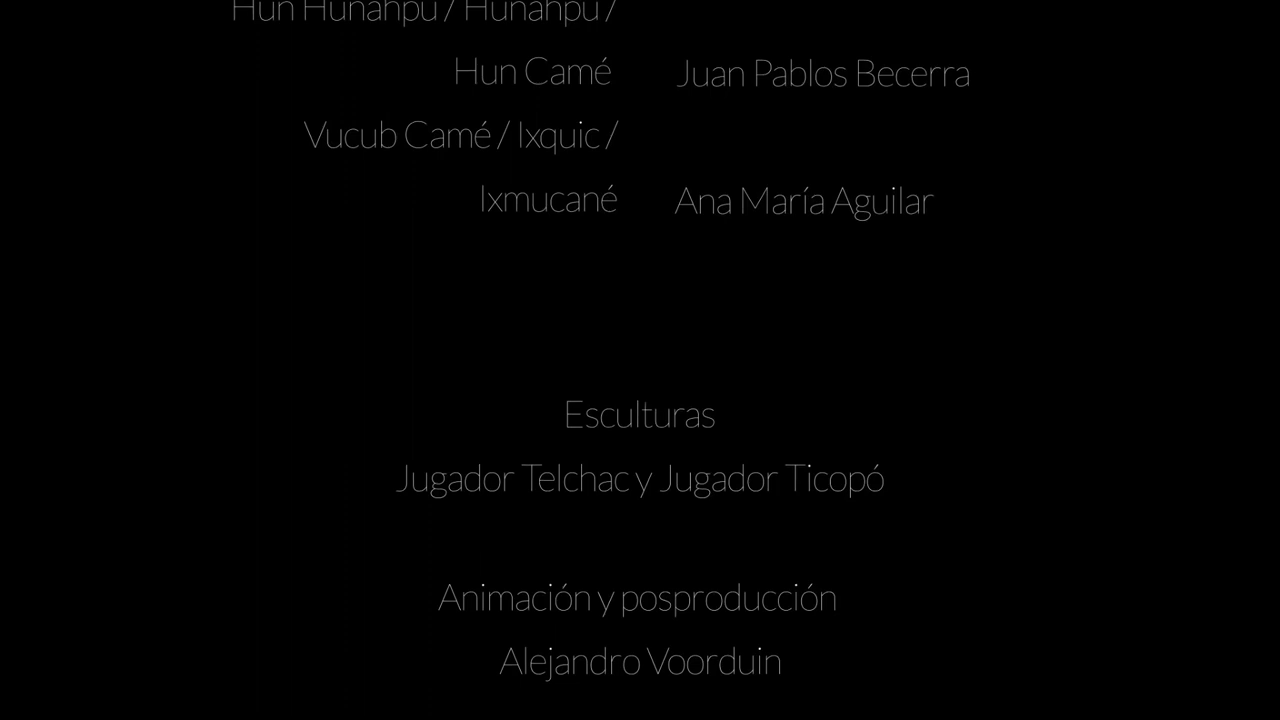 Hun Hunahpú / Hunahpú /
Hun Camé Juan Pablos Becerra
Vucub Camé / Ixquic /
Ixmucané Ana María Aguilar
Esculturas
Jugador Telchac y Jugador Ticopó
Animación y posproducción
Alejandro Voorduin